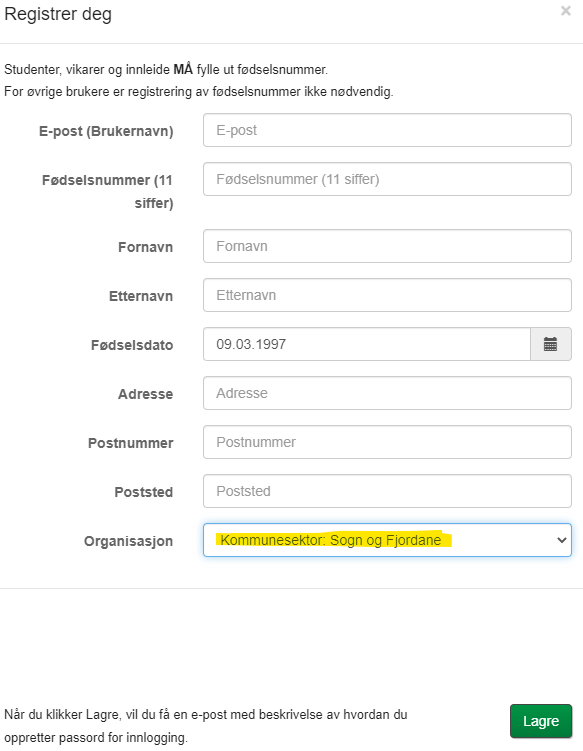 Registrer deg
×
Studenter, vikarer og innleide MÅ fylle ut fødselsnummer.
For øvrige brukere er registrering av fødselsnummer ikke nødvendig.
E-post (Brukernavn)
E-post
Fødselsnummer (11
siffer)
Fødselsnummer (11 siffer)
Fornavn
Fornavn
Etternavn
Etternavn
Fødselsdato
09.03.1997
Adresse
Adresse
Postnummer
Postnummer
Poststed
Poststed
Organisasjon
Kommunesektor: Sogn og Fjordane
Når du klikker Lagre, vil du få en e-post med beskrivelse av hvordan du
oppretter passord for innlogging.
Lagre